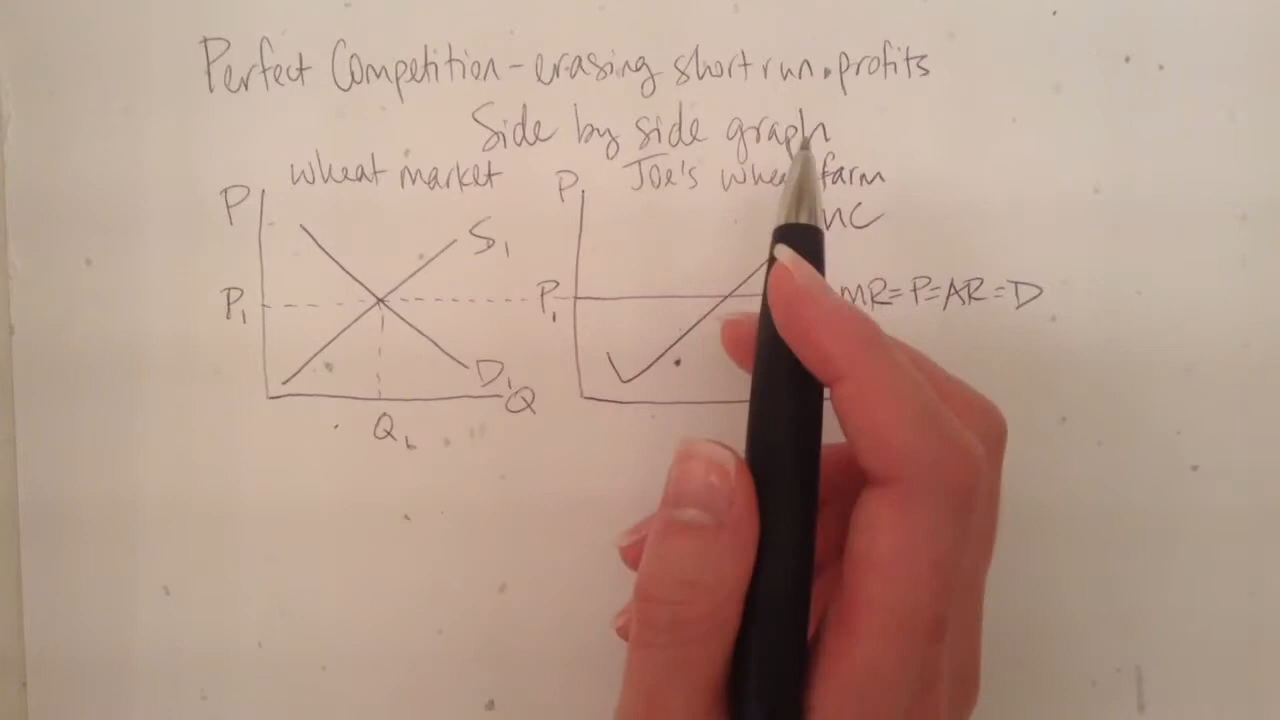 Perfect Competition - erasing short run profits
Side by side graph
wheat market
Joe's wheat farm
P
S1
P1
D1
Q
Q1
P
MC
P1
MR=P=AR=D